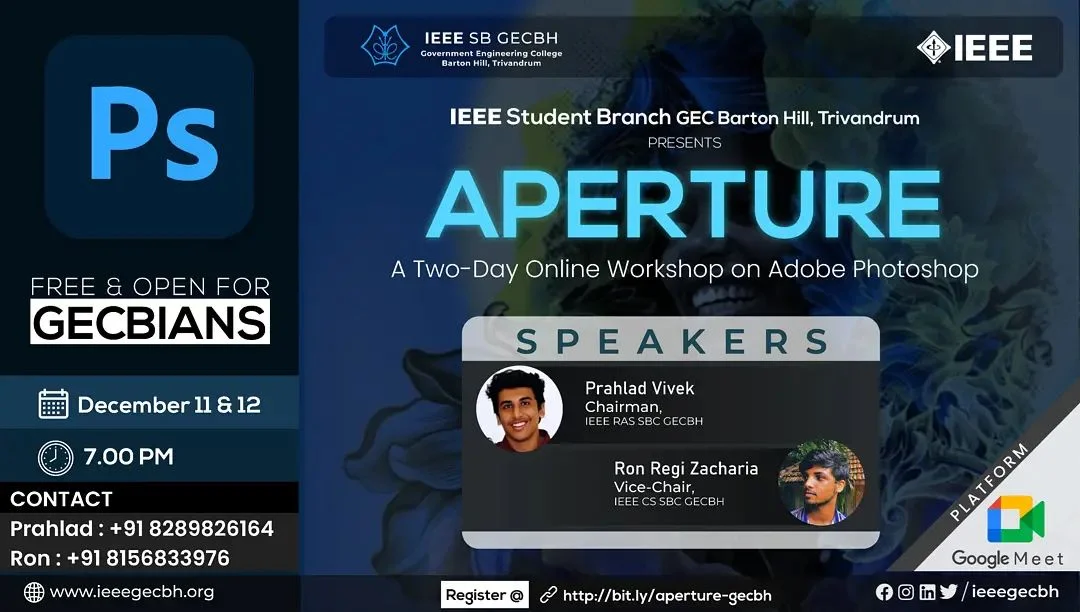 Ps
FREE & OPEN FOR
GECBIANS
December 11 & 12
7.00 PM
CONTACT
Prahlad : +91 8289826164
Ron : +91 8156833976
www.ieeegecbh.org
IEEE SB GECBH
Government Engineering College
Barton Hill, Trivandrum
IEEE
IEEE Student Branch GEC Barton Hill, Trivandrum
PRESENTS
APERTURE
A Two-Day Online Workshop on Adobe Photoshop
SPEAKERS
Prahlad Vivek
Chairman,
IEEE RAS SBC GECBH
Ron Regi Zacharia
Vice-Chair,
IEEE CS SBC GECBH
PLATFORM
Google Meet
Register @ http://bit.ly/aperture-gecbh
/ieeegecbh